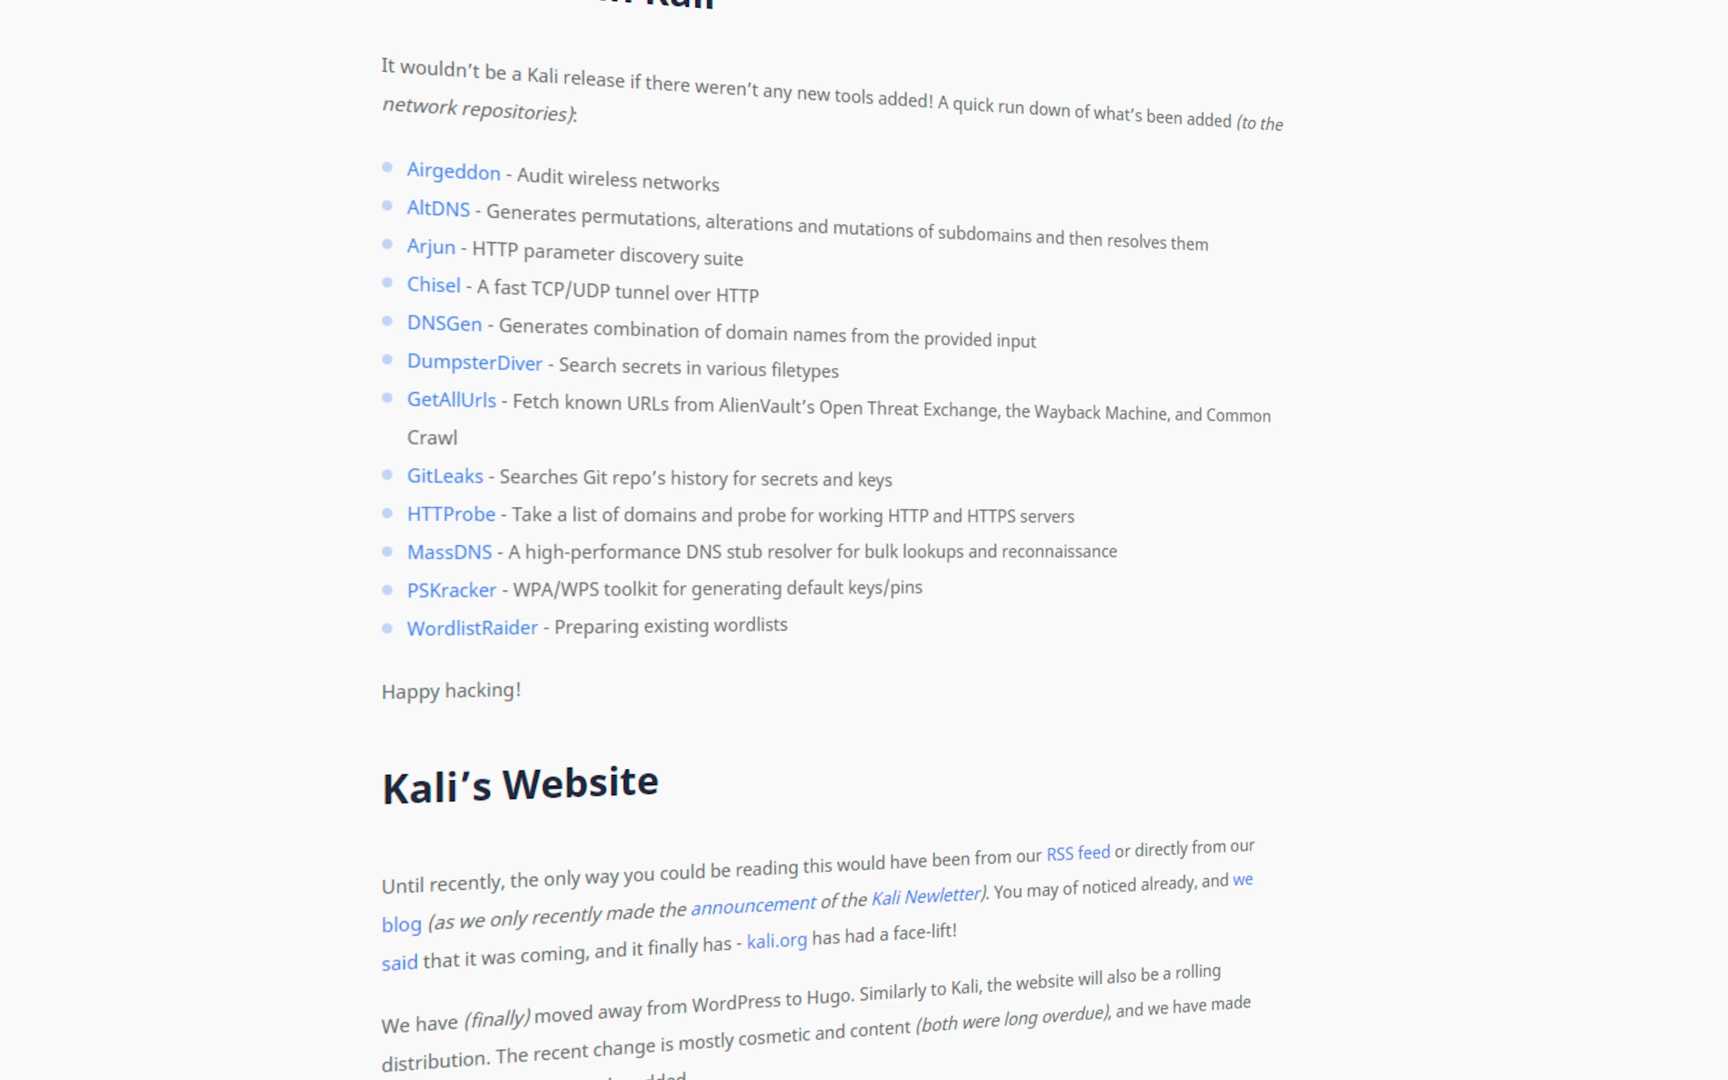 Kali
It wouldn’t be a Kali release if there weren’t any new tools added! A quick run down of what’s been added (to the
network repositories):
Airgeddon - Audit wireless networks
AltDNS - Generates permutations, alterations and mutations of subdomains and then resolves them
Arjun - HTTP parameter discovery suite
Chisel - A fast TCP/UDP tunnel over HTTP
DNSGen - Generates combination of domain names from the provided input
DumpsterDiver - Search secrets in various filetypes
GetAllUrls - Fetch known URLs from AlienVault’s Open Threat Exchange, the Wayback Machine, and Common
Crawl
GitLeaks - Searches Git repo’s history for secrets and keys
HTTProbe - Take a list of domains and probe for working HTTP and HTTPS servers
MassDNS - A high-performance DNS stub resolver for bulk lookups and reconnaissance
PSKracker - WPA/WPS toolkit for generating default keys/pins
WordlistRaider - Preparing existing wordlists
Happy hacking!
Kali’s Website
Until recently, the only way you could be reading this would have been from our RSS feed or directly from our
blog (as we only recently made the announcement of the Kali Newletter). You may of noticed already, and we
said that it was coming, and it finally has - kali.org has had a face-lift!
We have (finally) moved away from WordPress to Hugo. Similarly to Kali, the website will also be a rolling
distribution. The recent change is mostly cosmetic and content (both were long overdue), and we have made